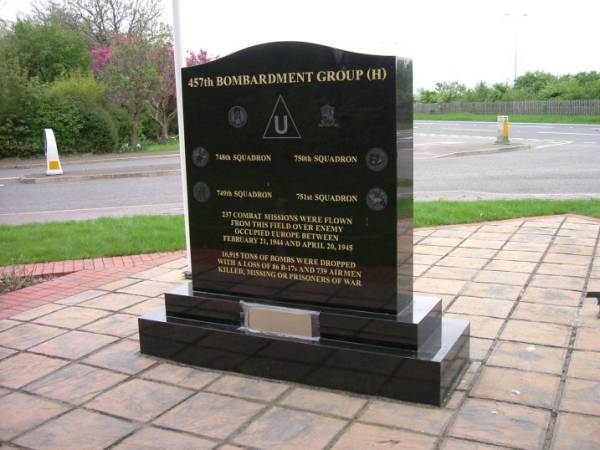 457th BOMBARDMENT GROUP (H)
U
748th SQUADRON 750th SQUADRON
749th SQUADRON 751st SQUADRON
237 COMBAT MISSIONS WERE FLOWN
FROM THIS FIELD OVER ENEMY
OCCUPIED EUROPE BETWEEN
FEBRUARY 21, 1944 AND APRIL 20, 1945
16,915 TONS OF BOMBS WERE DROPPED
WITH A LOSS OF 86 B-17s AND 739 AIRMEN
KILLED, MISSING OR PRISONERS OF WAR